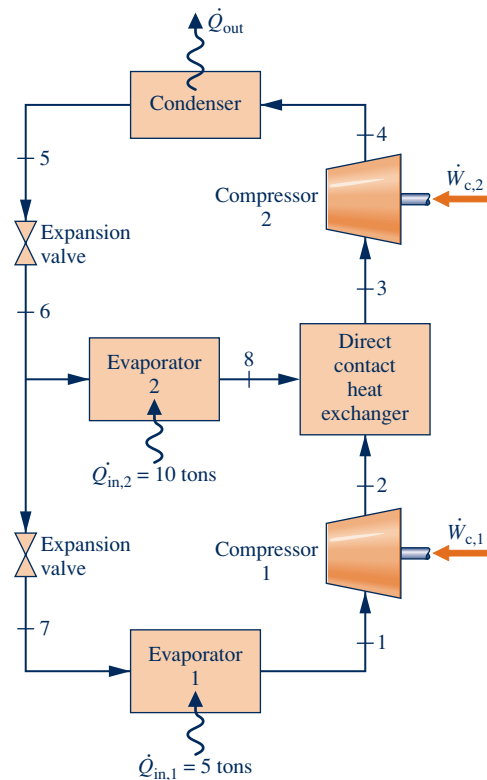 Q̇out
Condenser
5
4
Compressor
2
Ẇc,2
Expansion
valve
3
6
Direct
contact
heat
exchanger
Evaporator
2
8
Q̇in,2 = 10 tons
2
Expansion
valve
Compressor
1
Ẇc,1
7
1
Evaporator
1
Q̇in,1 = 5 tons